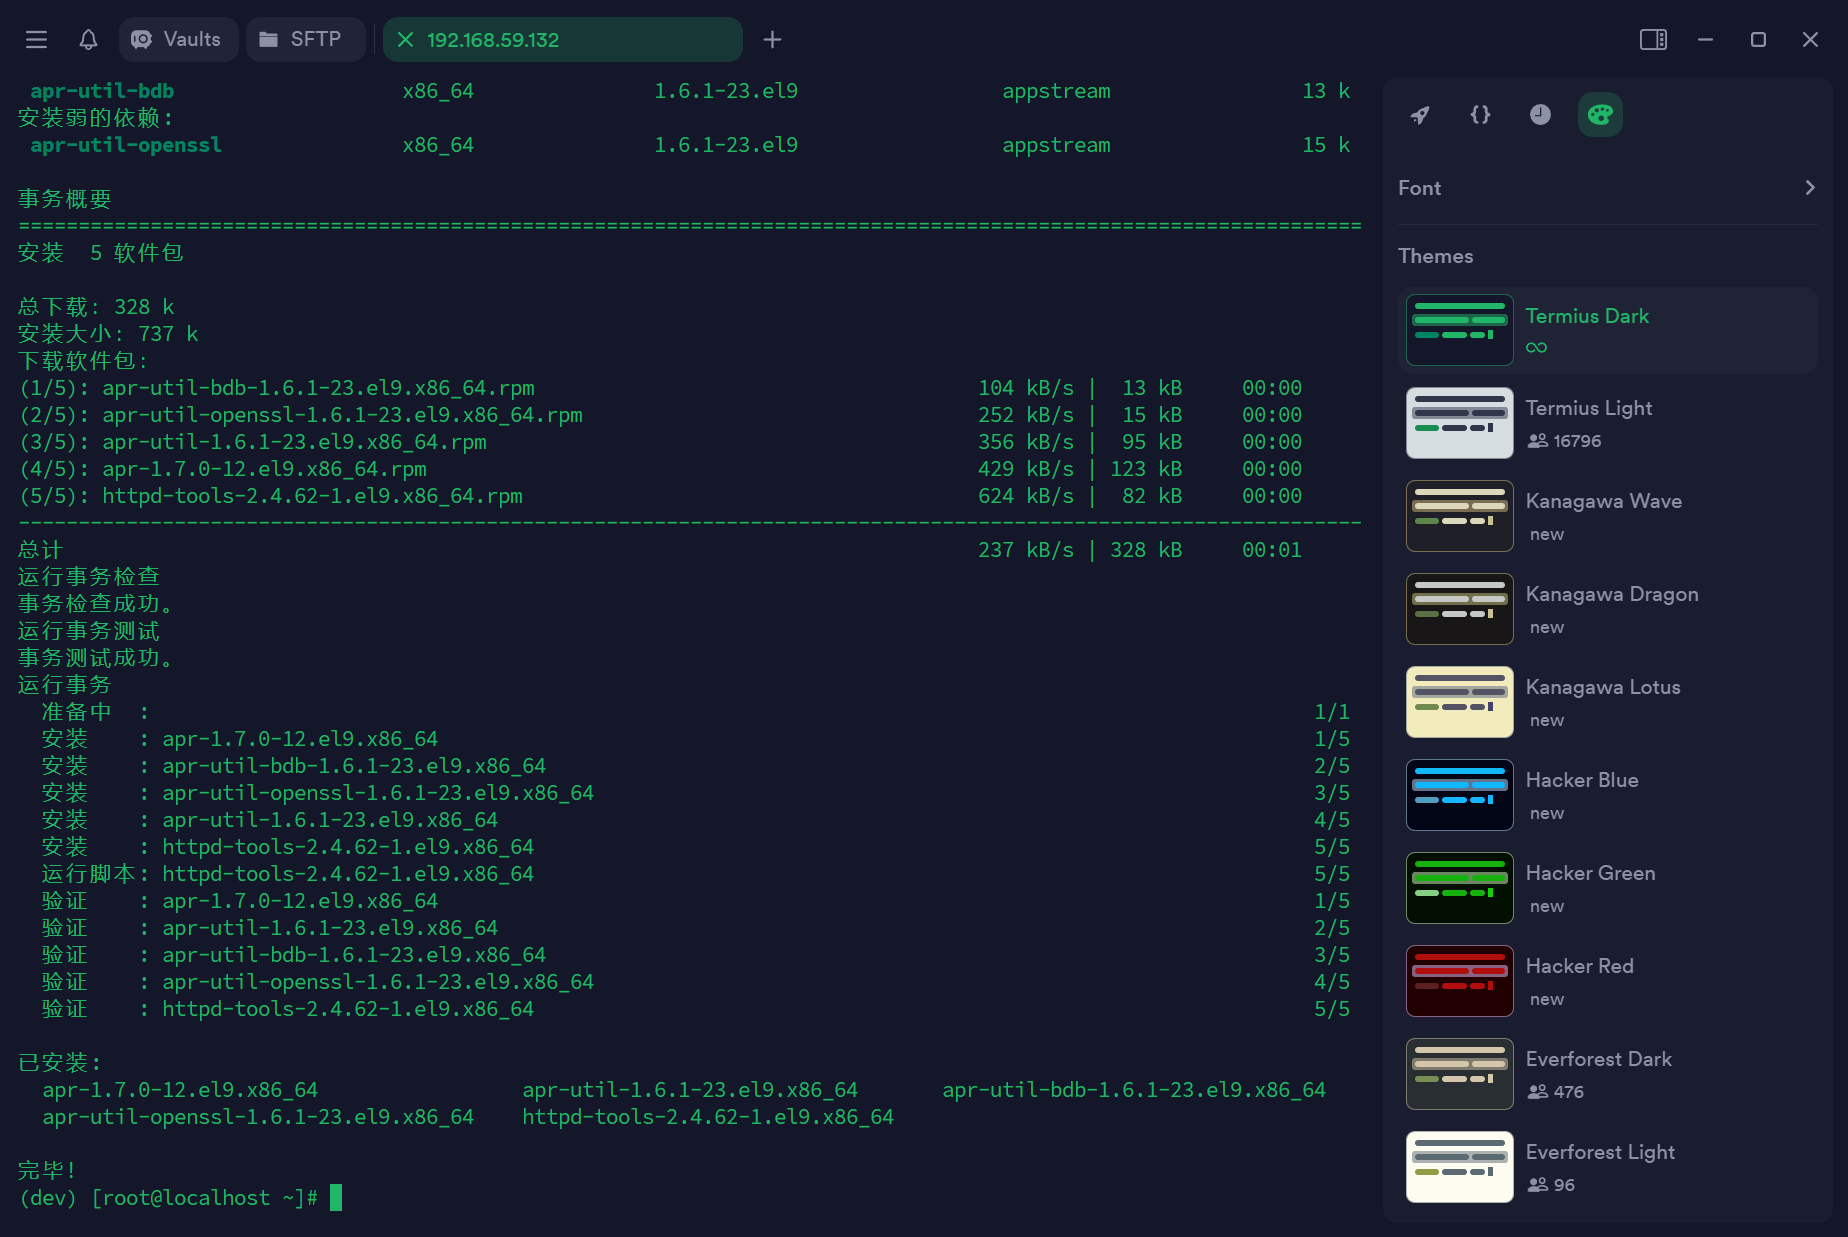 Vaults
SFTP
192.168.59.132
apr-util-bdb x86_64 1.6.1-23.el9 appstream 13 k
安装弱的依赖:
apr-util-openssl x86_64 1.6.1-23.el9 appstream 15 k
事务概要
================================================================================================================
安装 5 软件包
总下载: 328 k
安装大小: 737 k
下载软件包:
(1/5): apr-util-bdb-1.6.1-23.el9.x86_64.rpm 104 kB/s | 13 kB 00:00
(2/5): apr-util-openssl-1.6.1-23.el9.x86_64.rpm 252 kB/s | 15 kB 00:00
(3/5): apr-util-1.6.1-23.el9.x86_64.rpm 356 kB/s | 95 kB 00:00
(4/5): apr-1.7.0-12.el9.x86_64.rpm 429 kB/s | 123 kB 00:00
(5/5): httpd-tools-2.4.62-1.el9.x86_64.rpm 624 kB/s | 82 kB 00:00
----------------------------------------------------------------------------------------------------------------
总计 237 kB/s | 328 kB 00:01
运行事务检查
事务检查成功。
运行事务测试
事务测试成功。
运行事务
准备中 : 1/1
安装 : apr-1.7.0-12.el9.x86_64 1/5
安装 : apr-util-bdb-1.6.1-23.el9.x86_64 2/5
安装 : apr-util-openssl-1.6.1-23.el9.x86_64 3/5
安装 : apr-util-1.6.1-23.el9.x86_64 4/5
安装 : httpd-tools-2.4.62-1.el9.x86_64 5/5
运行脚本: httpd-tools-2.4.62-1.el9.x86_64 5/5
验证 : apr-1.7.0-12.el9.x86_64 1/5
验证 : apr-util-1.6.1-23.el9.x86_64 2/5
验证 : apr-util-bdb-1.6.1-23.el9.x86_64 3/5
验证 : apr-util-openssl-1.6.1-23.el9.x86_64 4/5
验证 : httpd-tools-2.4.62-1.el9.x86_64 5/5
已安装:
apr-1.7.0-12.el9.x86_64 apr-util-1.6.1-23.el9.x86_64 apr-util-bdb-1.6.1-23.el9.x86_64
apr-util-openssl-1.6.1-23.el9.x86_64 httpd-tools-2.4.62-1.el9.x86_64
完毕!
(dev) [root@localhost ~]#
Font
Themes
Termius Dark
Termius Light
16796
Kanagawa Wave
new
Kanagawa Dragon
new
Kanagawa Lotus
new
Hacker Blue
new
Hacker Green
new
Hacker Red
new
Everforest Dark
476
Everforest Light
96